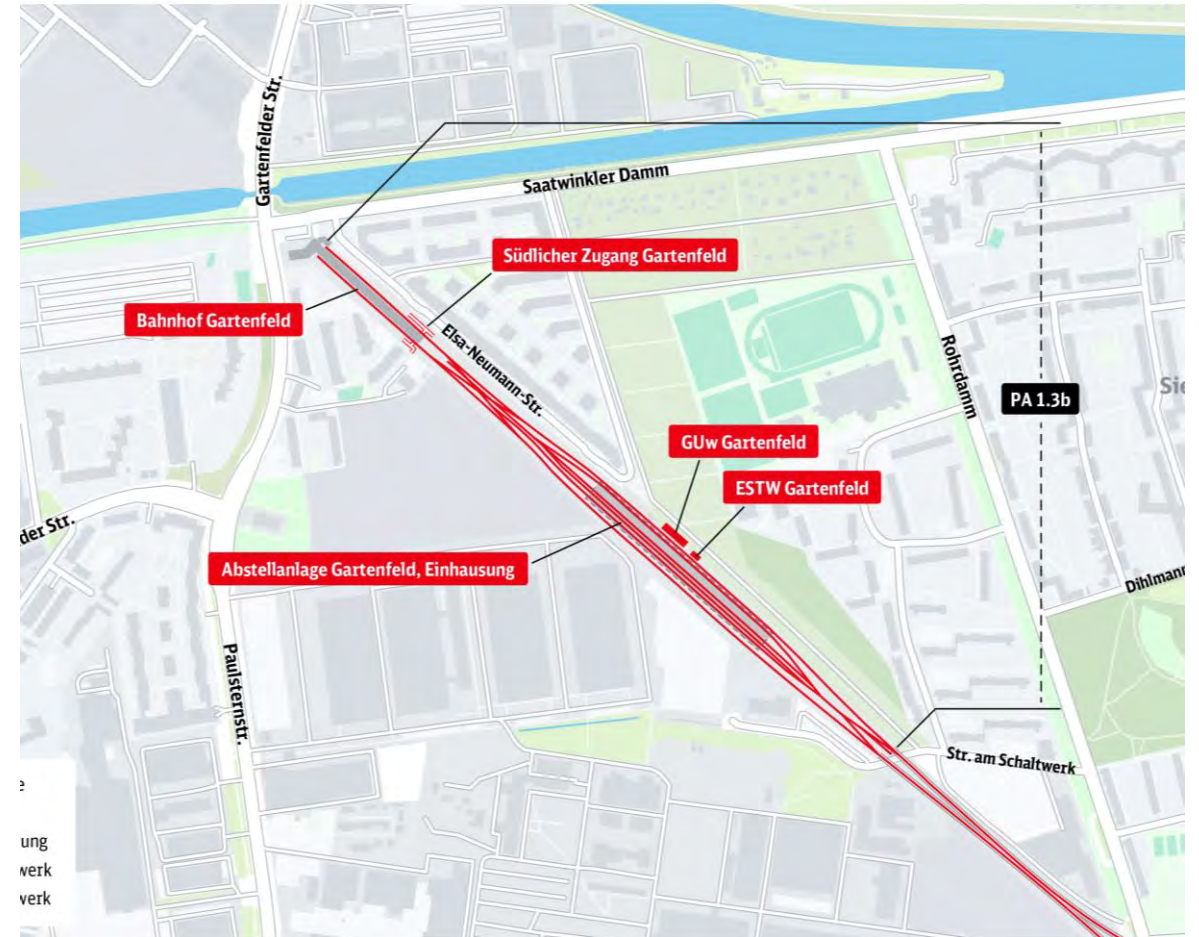 Gartenfelder Str.
Saatwinkler Damm
Südlicher Zugang Gartenfeld
Bahnhof Gartenfeld
Elsa-Neumann-Str.
Rohrdamm
Sie
PA 1.3b
GUw Gartenfeld
ESTW Gartenfeld
der Str.
Abstellanlage Gartenfeld, Einhausung
Dihlmann
Paulsternstr.
Str. am Schaltwerk
e
ung
werk
werk